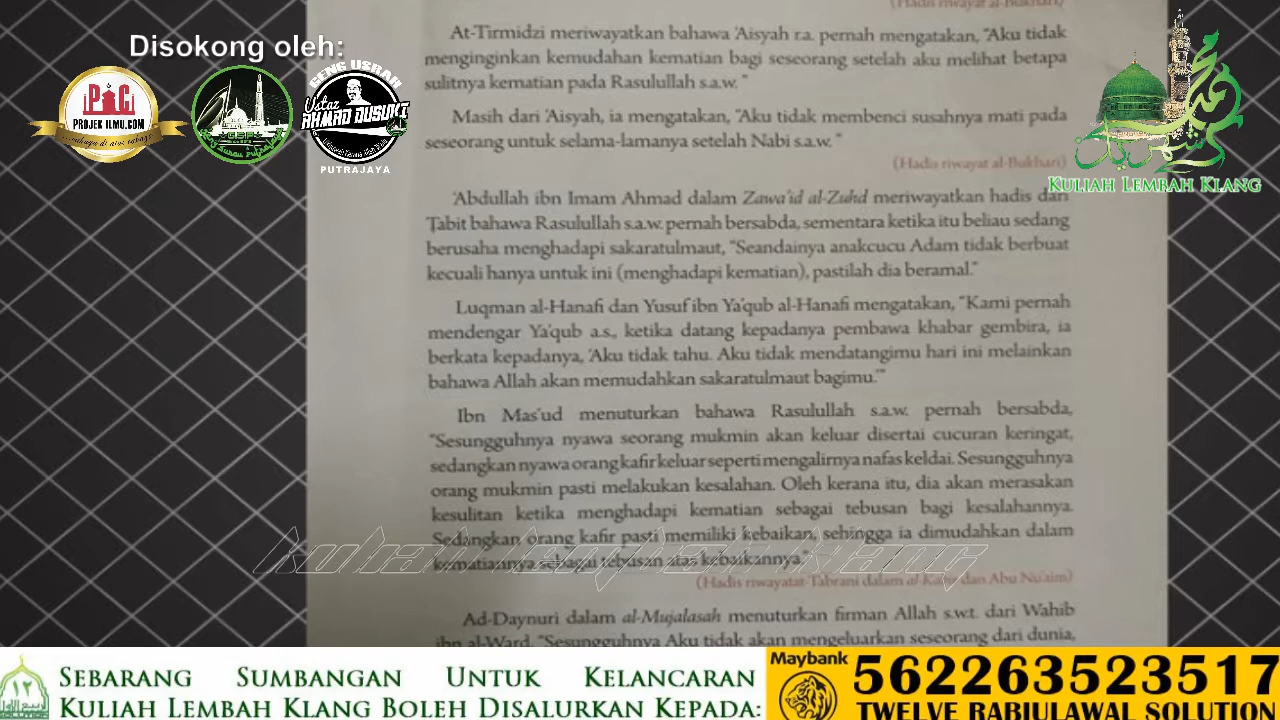 (Hadis riwayat al-Bukhari)
Disokong oleh:
PIC
PROJEK ILMU.COM
GENG USRAH
Ustaz
AHMAD DUSUKI
PUTRAJAYA
KULIAH LEMBAH KLANG
At-Tirmidzi meriwayatkan bahawa ‘Aisyah r.a. pernah mengatakan, “Aku tidak
menginginkan kemudahan kematian bagi seseorang setelah aku melihat betapa
sulitnya kematian pada Rasulullah s.a.w. ”
Masih dari ‘Aisyah, ia mengatakan, “Aku tidak membenci susahnya mati pada
seseorang untuk selama-lamanya setelah Nabi s.a.w. “
(Hadis riwayat al-Bukhari)
‘Abdullah ibn Imam Ahmad dalam Zawa’id al-Zuhd meriwayatkan hadis dari
Tabit bahawa Rasulullah s.a.w. pernah bersabda, sementara ketika itu beliau sedang
berusaha menghadapi sakaratulmaut, “Seandainya anakcucu Adam tidak berbuat
kecuali hanya untuk ini (menghadapi kematian), pastilah dia beramal.”
Luqman al-Hanafi dan Yusuf ibn Ya’qub al-Hanafi mengatakan, “Kami pernah
mendengar Ya’qub a.s., ketika datang kepadanya pembawa khabar gembira, ia
berkata kepadanya, ‘Aku tidak tahu. Aku tidak mendatangimu hari ini melainkan
bahawa Allah akan memudahkan sakaratulmaut bagimu.’”
Ibn Mas’ud menuturkan bahawa Rasulullah s.a.w. pernah bersabda,
“Sesungguhnya nyawa seorang mukmin akan keluar disertai cucuran keringat,
sedangkan nyawa orang kafir keluar seperti mengalirnya nafas keldai. Sesungguhnya
orang mukmin pasti melakukan kesalahan. Oleh kerana itu, dia akan merasakan
kesulitan ketika menghadapi kematian sebagai tebusan bagi kesalahannya.
Sedangkan orang kafir pasti memiliki kebaikan, sehingga ia dimudahkan dalam
kematiannya sebagai tebusan atas kebaikannya.”
kuliah lembah klang
(Hadis riwayat at-Tabrani dalam al-Kabir dan Abu Nu’aim)
Ad-Daynuri dalam al-Mujalasah menuturkan firman Allah s.w.t. dari Wahib
ibn al-Ward, “Sesungguhnya Aku tidak akan mengeluarkan seseorang dari dunia,
SEBARANG SUMBANGAN UNTUK KELANCARAN
KULIAH LEMBAH KLANG BOLEH DISALURKAN KEPADA:
Maybank
562263523517
TWELVE RABIULAWAL SOLUTION